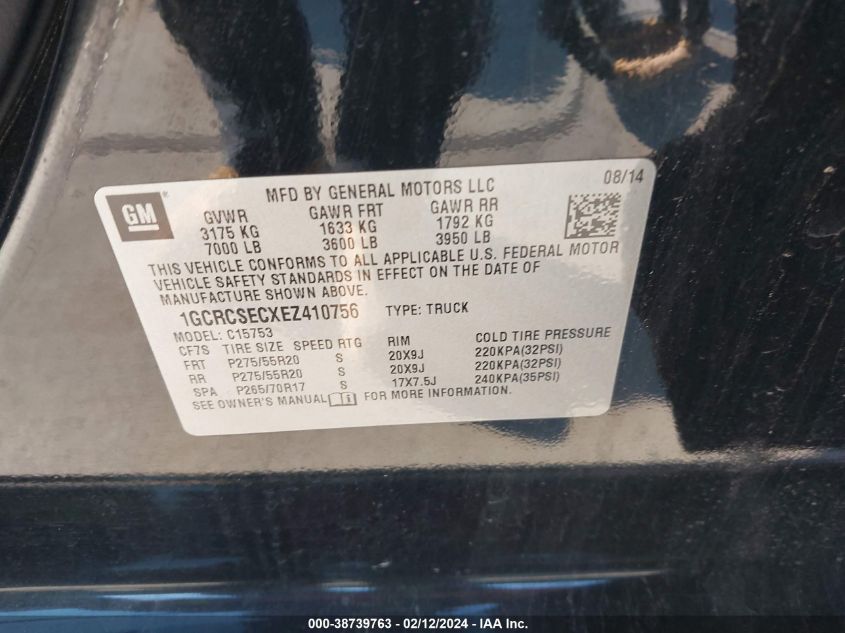 GM ®
MFD BY GENERAL MOTORS LLC
08/14
GVWR GAWR FRT GAWR RR
3175 KG 1633 KG 1792 KG
7000 LB 3600 LB 3950 LB
THIS VEHICLE CONFORMS TO ALL APPLICABLE U.S. FEDERAL MOTOR
VEHICLE SAFETY STANDARDS IN EFFECT ON THE DATE OF
MANUFACTURE SHOWN ABOVE.
1GCRCSECXEZ410756 TYPE: TRUCK
MODEL: C15753
CF7S TIRE SIZE SPEED RTG RIM COLD TIRE PRESSURE
FRT P275/55R20 S 20X9J 220KPA(32PSI)
RR P275/55R20 S 20X9J 220KPA(32PSI)
SPA P265/70R17 S 17X7.5J 240KPA(35PSI)
SEE OWNER'S MANUAL FOR MORE INFORMATION.
000-38739763 - 02/12/2024 - IAA Inc.